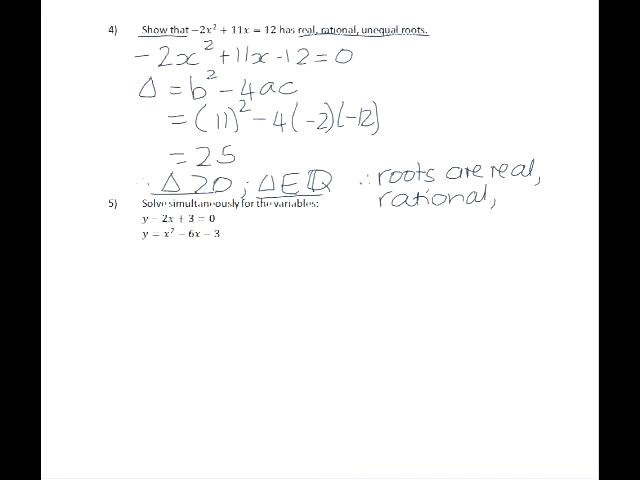 4) Show that −2x² + 11x = 12 has real, rational, unequal roots.
-2x² + 11x - 12 = 0
Δ = b² - 4ac
= (11)² - 4(-2)(-12)
= 25
∴ Δ ≥ 0; Δ ∈ ℚ ∴ roots are real,
rational,
5) Solve simultaneously for the variables:
y − 2x + 3 = 0
y = x² − 6x − 3